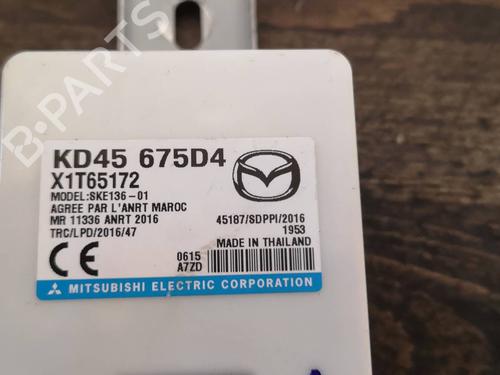 B-PARTS
KD45 675D4
X1T65172
MODEL:SKE136-01
AGREE PAR L'ANRT MAROC
MR 11336 ANRT 2016
TRC/LPD/2016/47
45187/SDPPI/2016
1953
MADE IN THAILAND
CE
0615
A7ZD
MITSUBISHI ELECTRIC CORPORATION